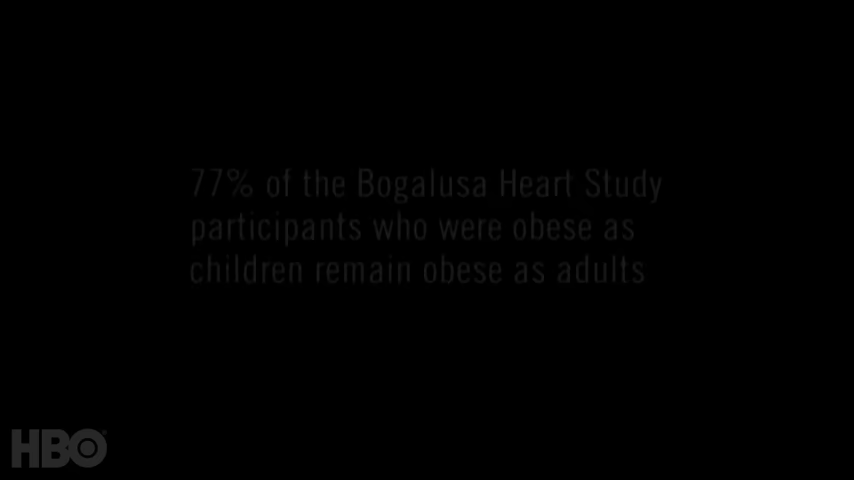 77% of the Bogalusa Heart Study
participants who were obese as
children remain obese as adults
HBO